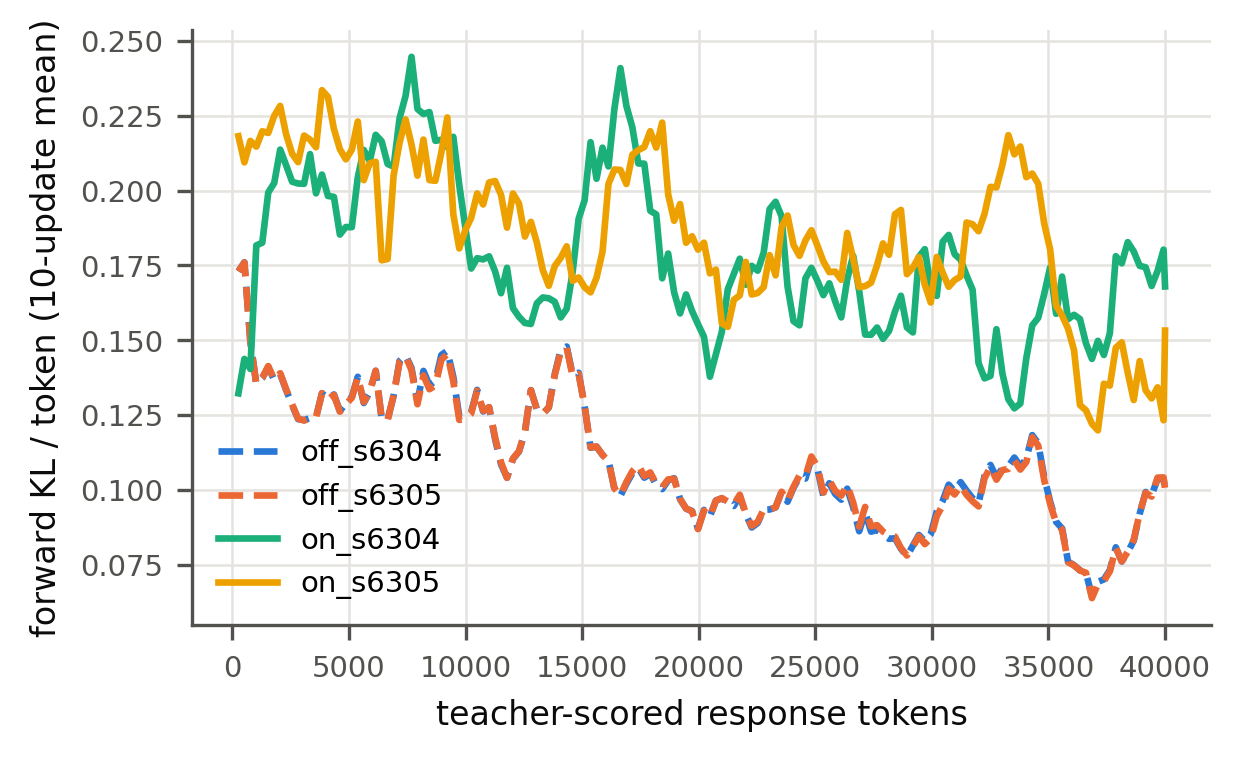 forward KL / token (10-update mean)
0.250
0.225
0.200
0.175
0.150
0.125
0.100
0.075
off_s6304
off_s6305
on_s6304
on_s6305
0 5000 10000 15000 20000 25000 30000 35000 40000
teacher-scored response tokens